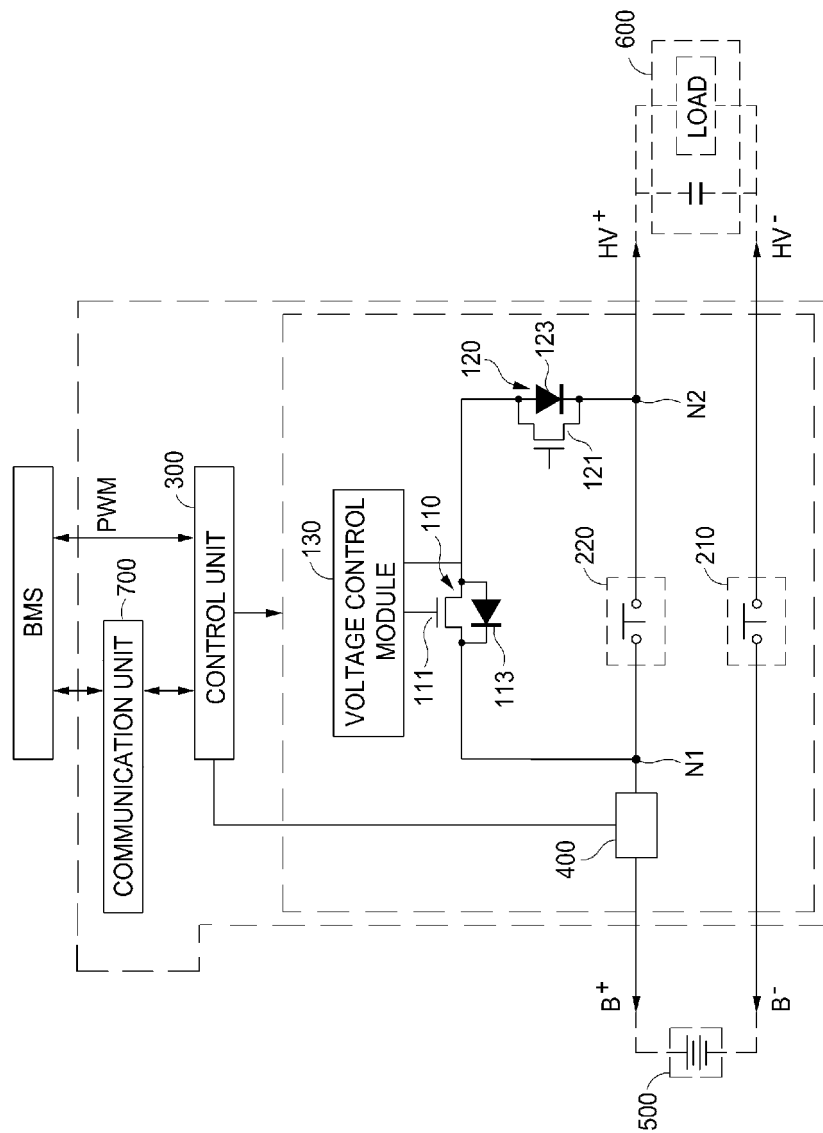 BMS
PWM
700
COMMUNICATION UNIT
300
CONTROL UNIT
130
VOLTAGE CONTROL
MODULE
110
111
113
120
123
121
N1
N2
400
220
210
B+
B-
500
HV+
HV-
600
LOAD